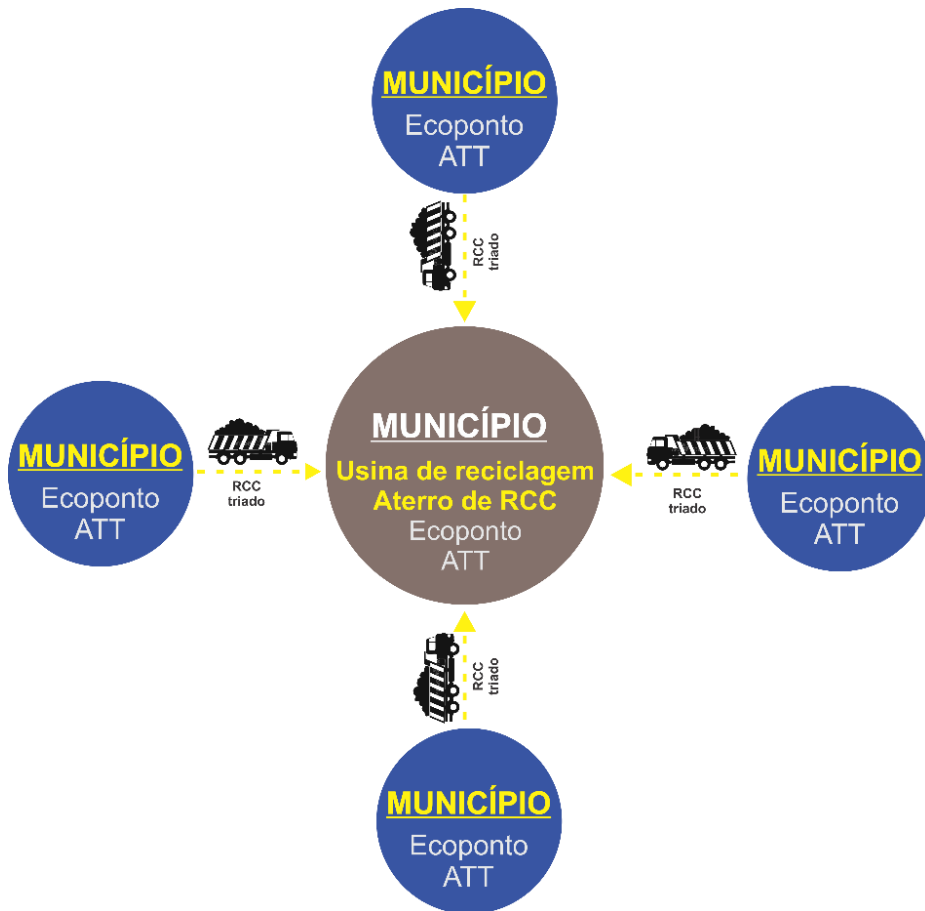 MUNICÍPIO
Ecoponto
ATT
RCC
triado
MUNICÍPIO
Ecoponto
ATT
RCC
triado
MUNICÍPIO
Usina de reciclagem
Aterro de RCC
Ecoponto
ATT
RCC
triado
MUNICÍPIO
Ecoponto
ATT
RCC
triado
MUNICÍPIO
Ecoponto
ATT